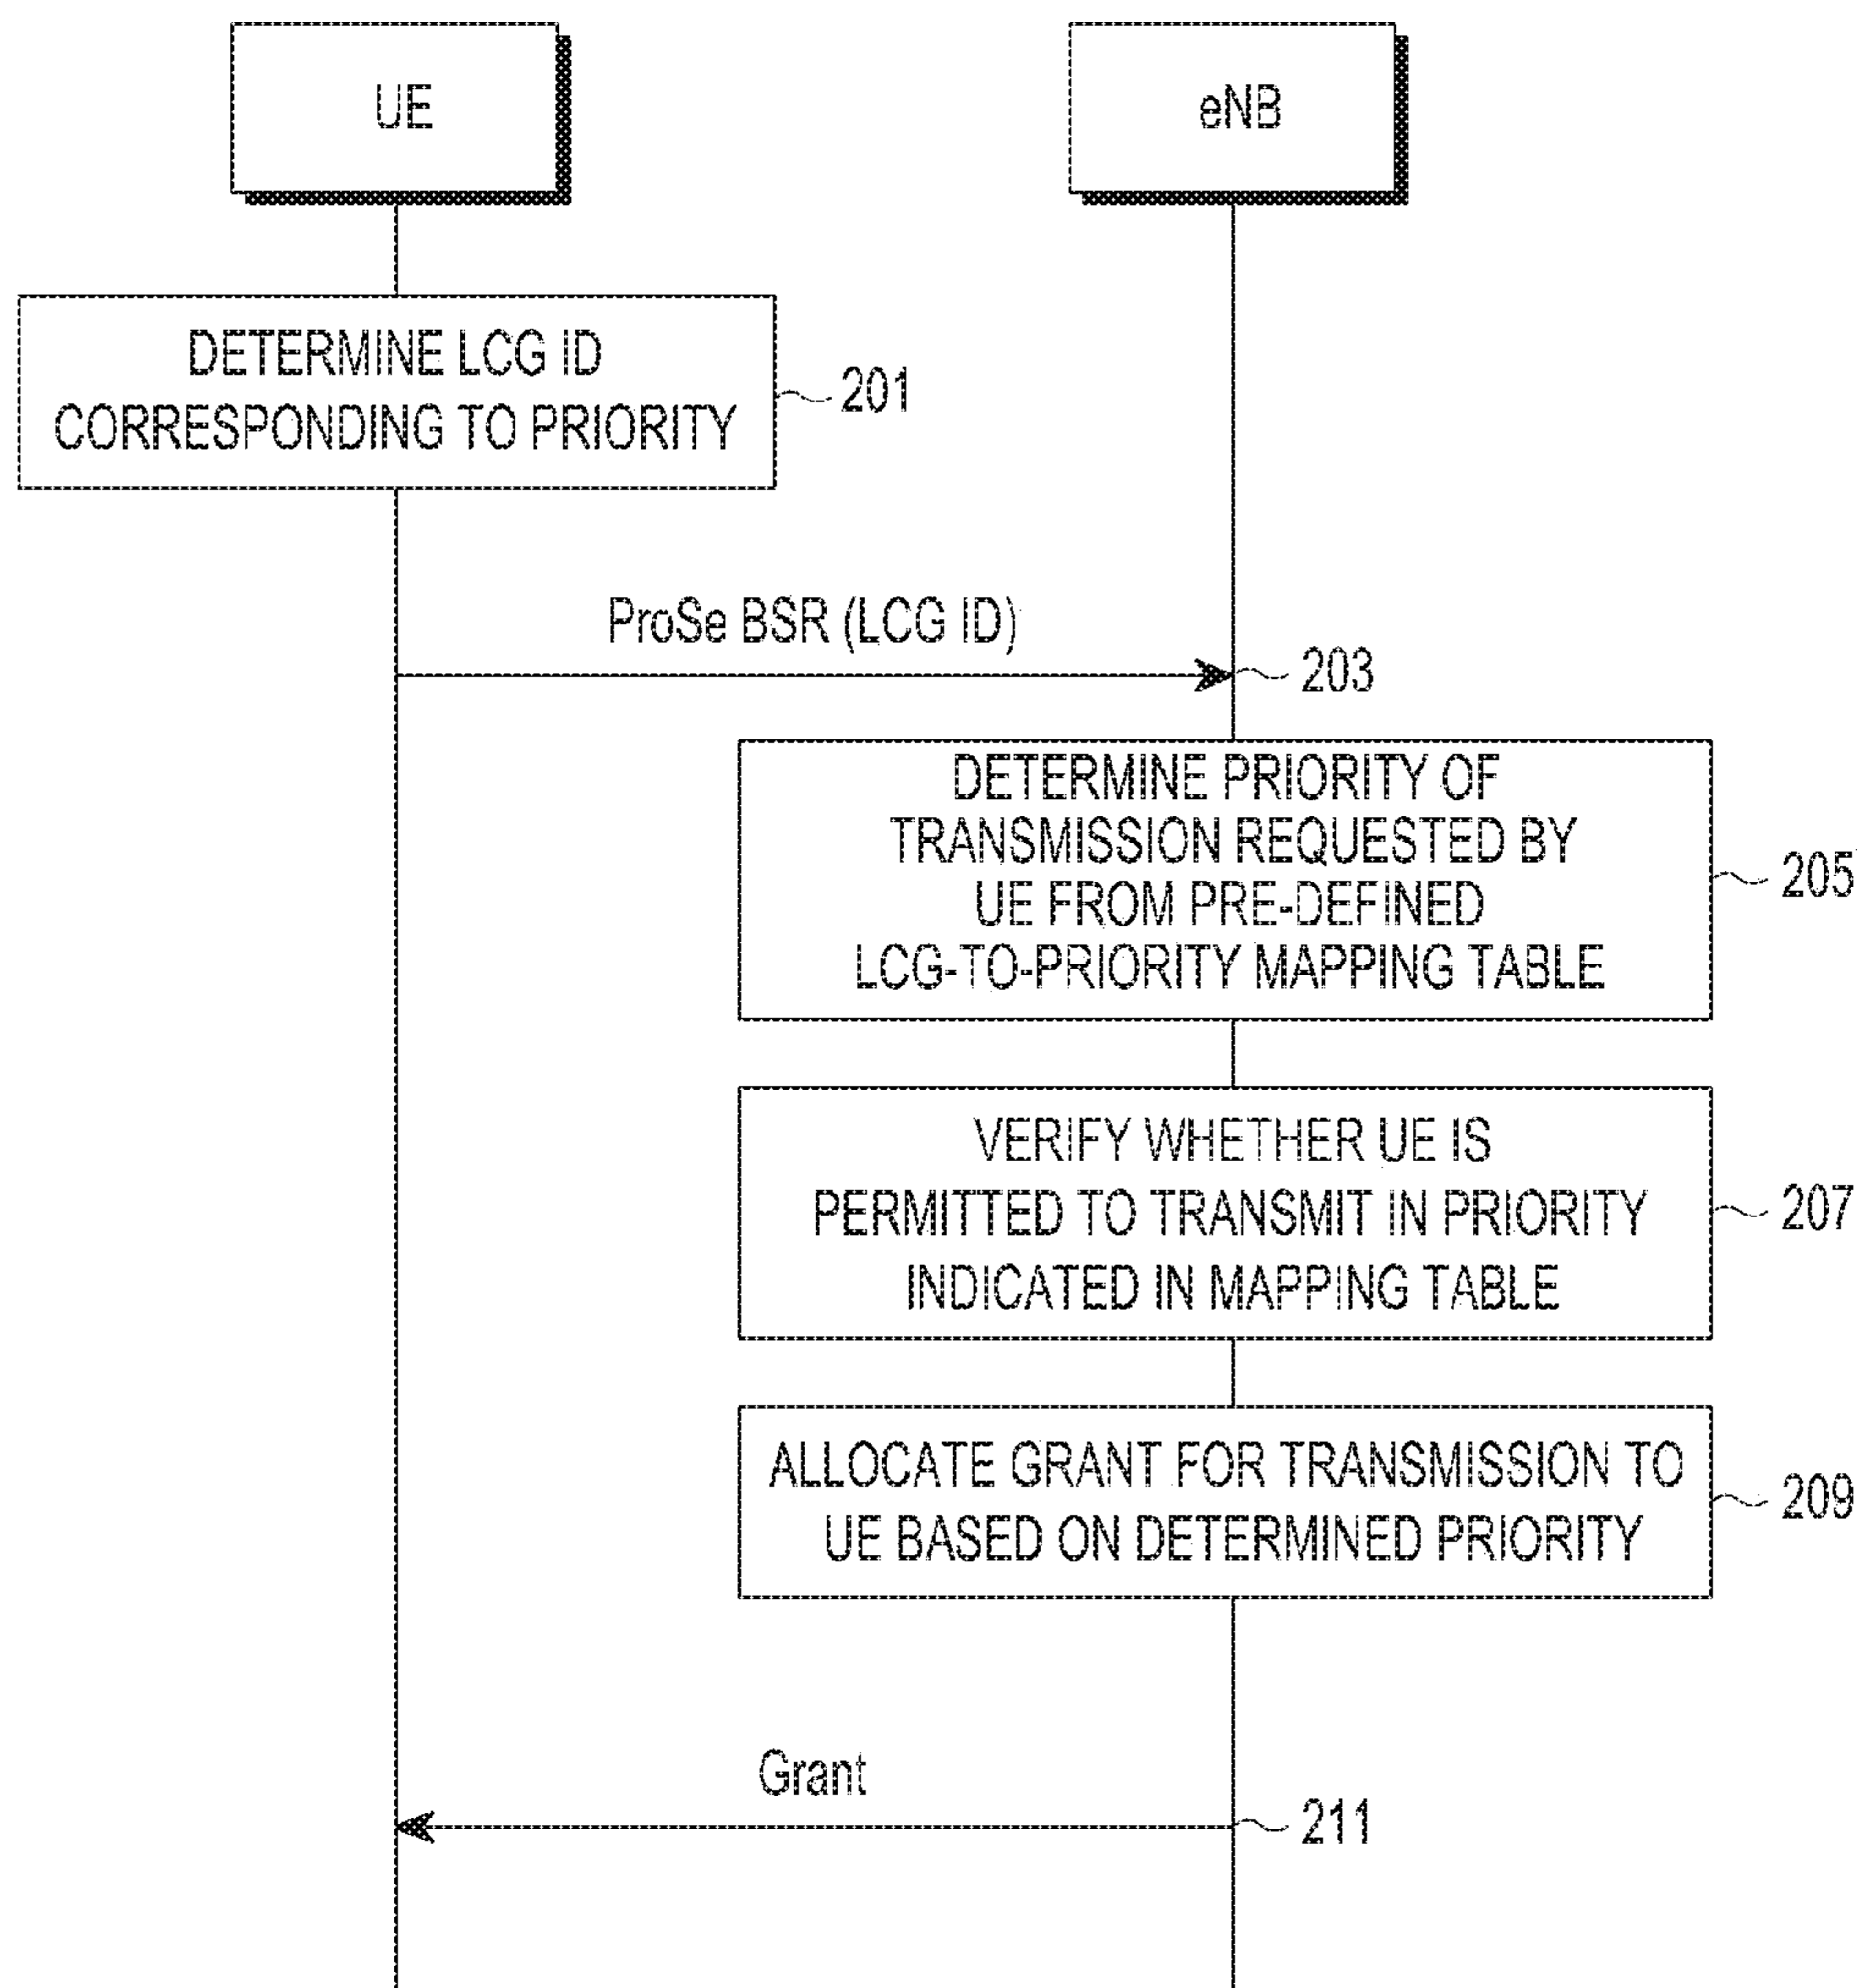 UE
eNB
DETERMINE LCG ID
CORRESPONDING TO PRIORITY
201
ProSe BSR (LCG ID)
203
DETERMINE PRIORITY OF
TRANSMISSION REQUESTED BY
UE FROM PRE-DEFINED
LCG-TO-PRIORITY MAPPING TABLE
205
VERIFY WHETHER UE IS
PERMITTED TO TRANSMIT IN PRIORITY
INDICATED IN MAPPING TABLE
207
ALLOCATE GRANT FOR TRANSMISSION TO
UE BASED ON DETERMINED PRIORITY
209
Grant
211